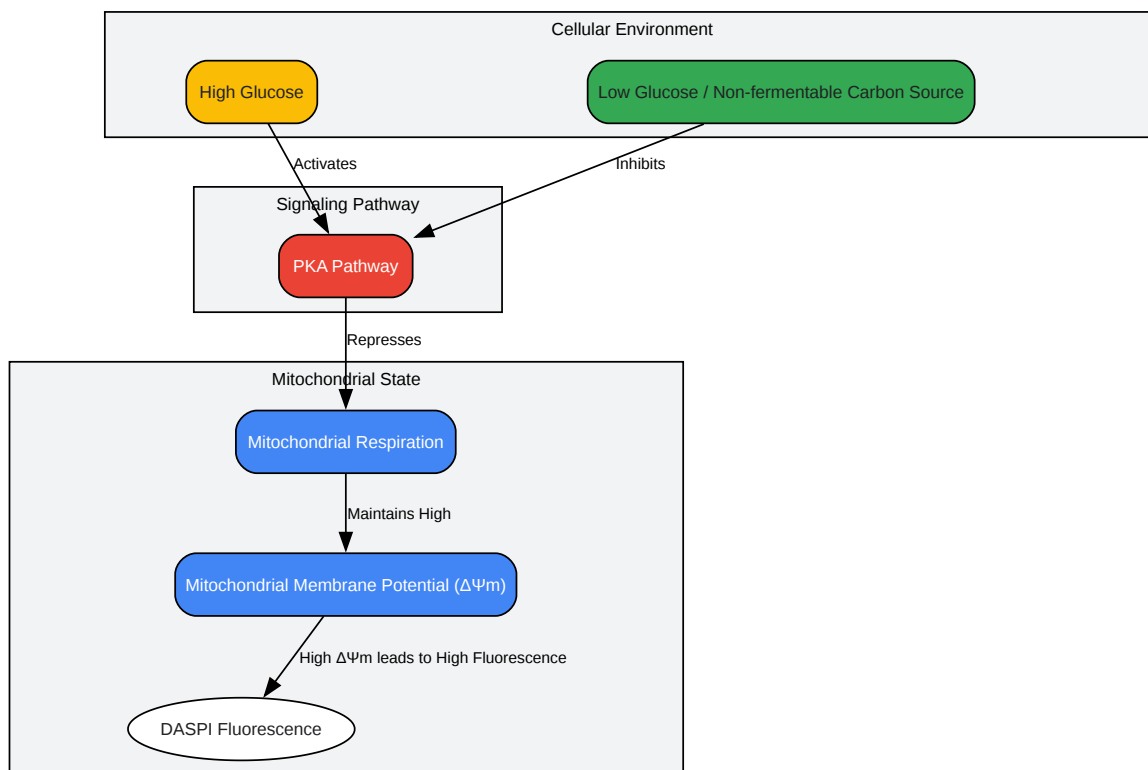 Cellular Environment
High Glucose
Low Glucose / Non-fermentable Carbon Source
Activates
Inhibits
Signaling Pathway
PKA Pathway
Represses
Mitochondrial State
Mitochondrial Respiration
Maintains High
Mitochondrial Membrane Potential (ΔΨm)
High ΔΨm leads to High Fluorescence
DASPI Fluorescence